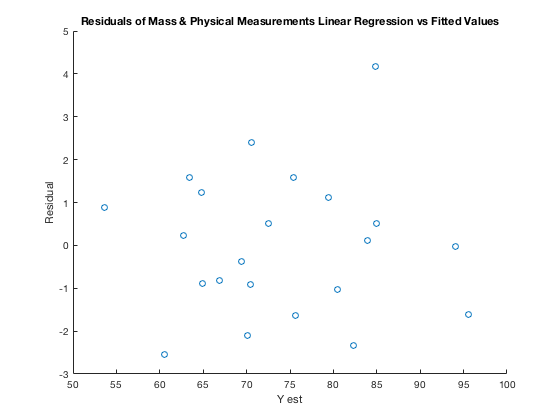 Residuals of Mass & Physical Measurements Linear Regression vs Fitted Values
5
4
3
2
1
0
-1
-2
-3
Residual
50 55 60 65 70 75 80 85 90 95 100
Y est